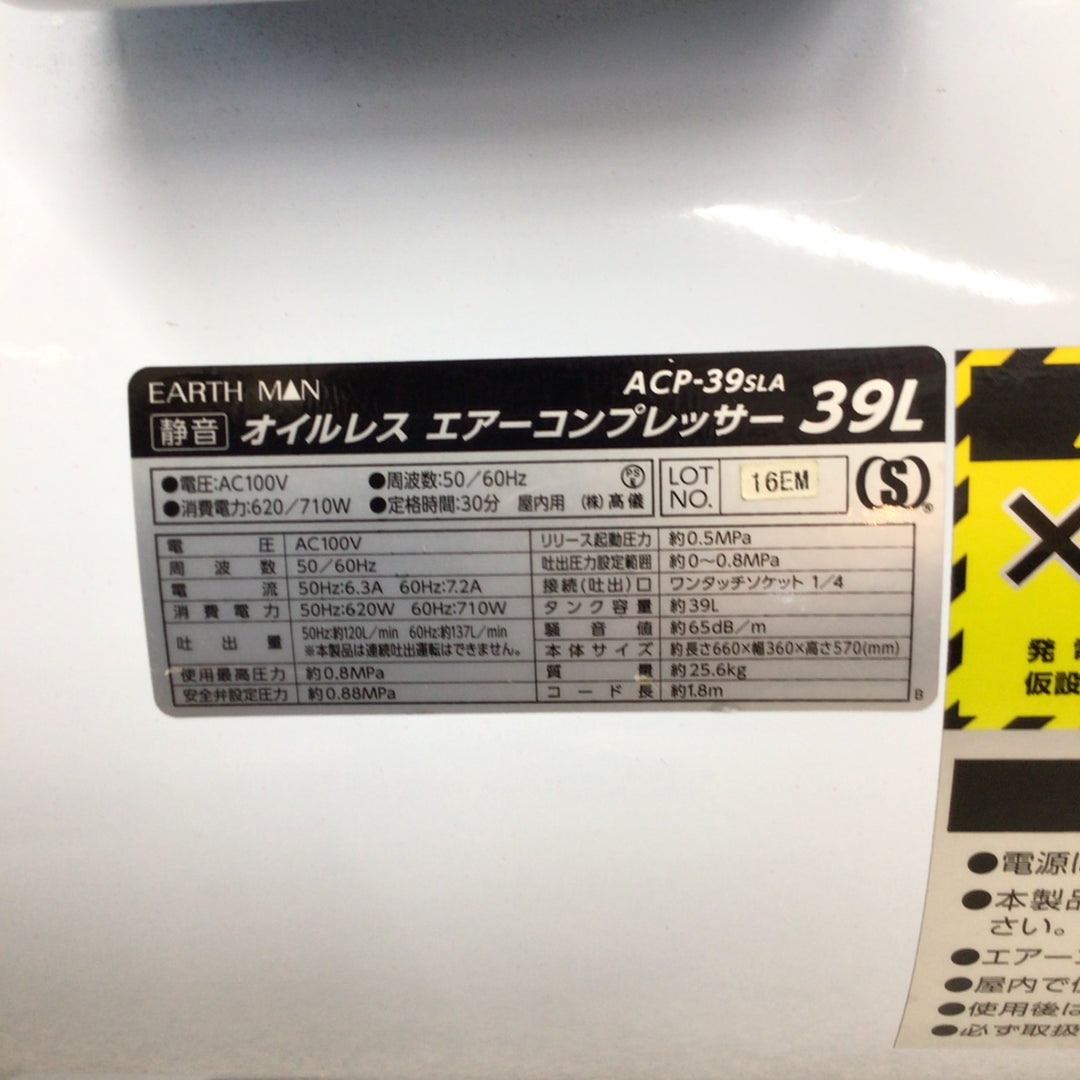 EARTH MAN
ACP-39SLA
静音 オイルレス エアーコンプレッサー 39L
●電圧:AC100V ●周波数:50/60Hz
●消費電力:620/710W ●定格時間:30分 屋内用 (株)髙儀
PS E
LOT NO. 16EM
(S)®
電圧 AC100V
周波数 50/60Hz
電流 50Hz:6.3A 60Hz:7.2A
消費電力 50Hz:620W 60Hz:710W
吐出量 50Hz:約120L/min 60Hz:約137L/min
※本製品は連続吐出運転はできません。
使用最高圧力 約0.8MPa
安全弁設定圧力 約0.88MPa
リリース起動圧力 約0.5MPa
吐出圧力設定範囲 約0〜0.8MPa
接続(吐出)口 ワンタッチソケット 1/4
タンク容量 約39L
騒音値 約65dB/m
本体サイズ 約長さ660×幅360×高さ570(mm)
質量 約25.6kg
コード長 約1.8m
B
発
仮設
●電源
●本製品
さい。
●エアー
●屋内で
●使用後は
●必ず取扱